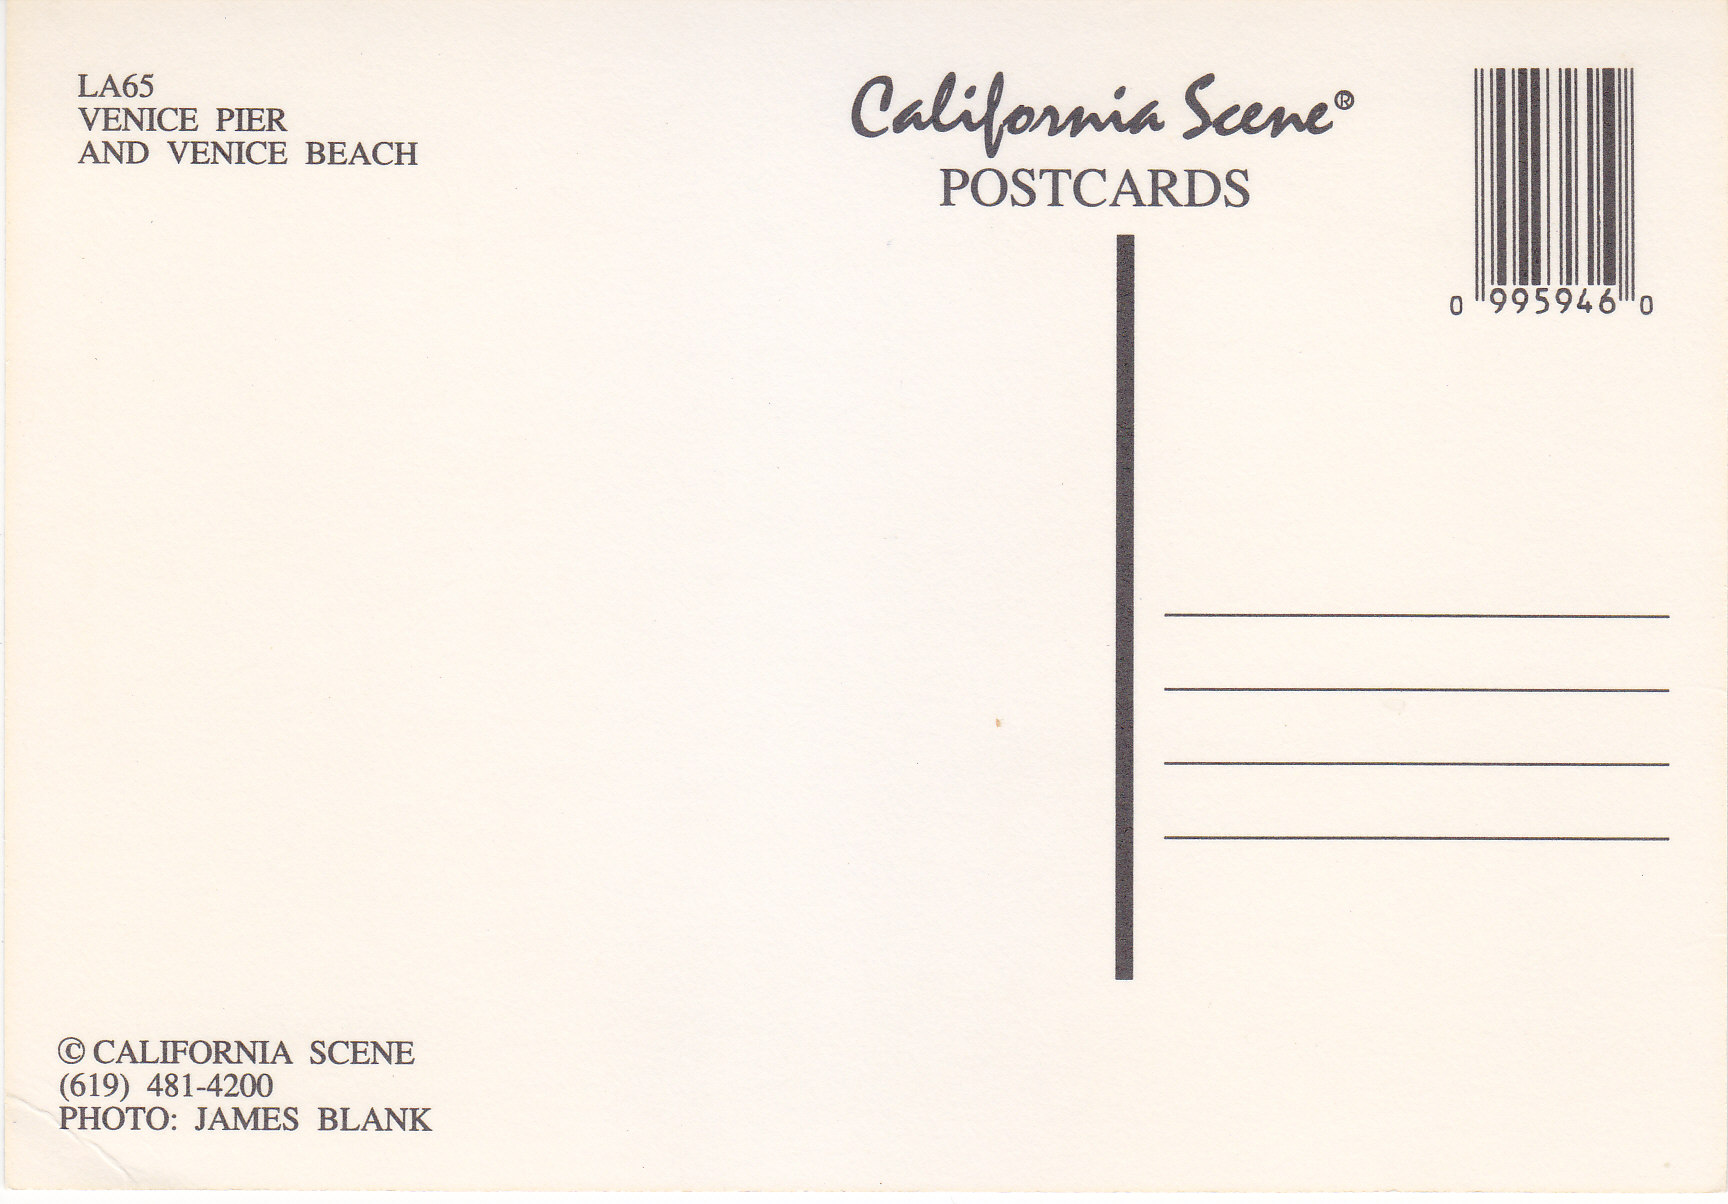 LA65
VENICE PIER
AND VENICE BEACH
California Scene®
POSTCARDS
0 995946 0
© CALIFORNIA SCENE
(619) 481-4200
PHOTO: JAMES BLANK